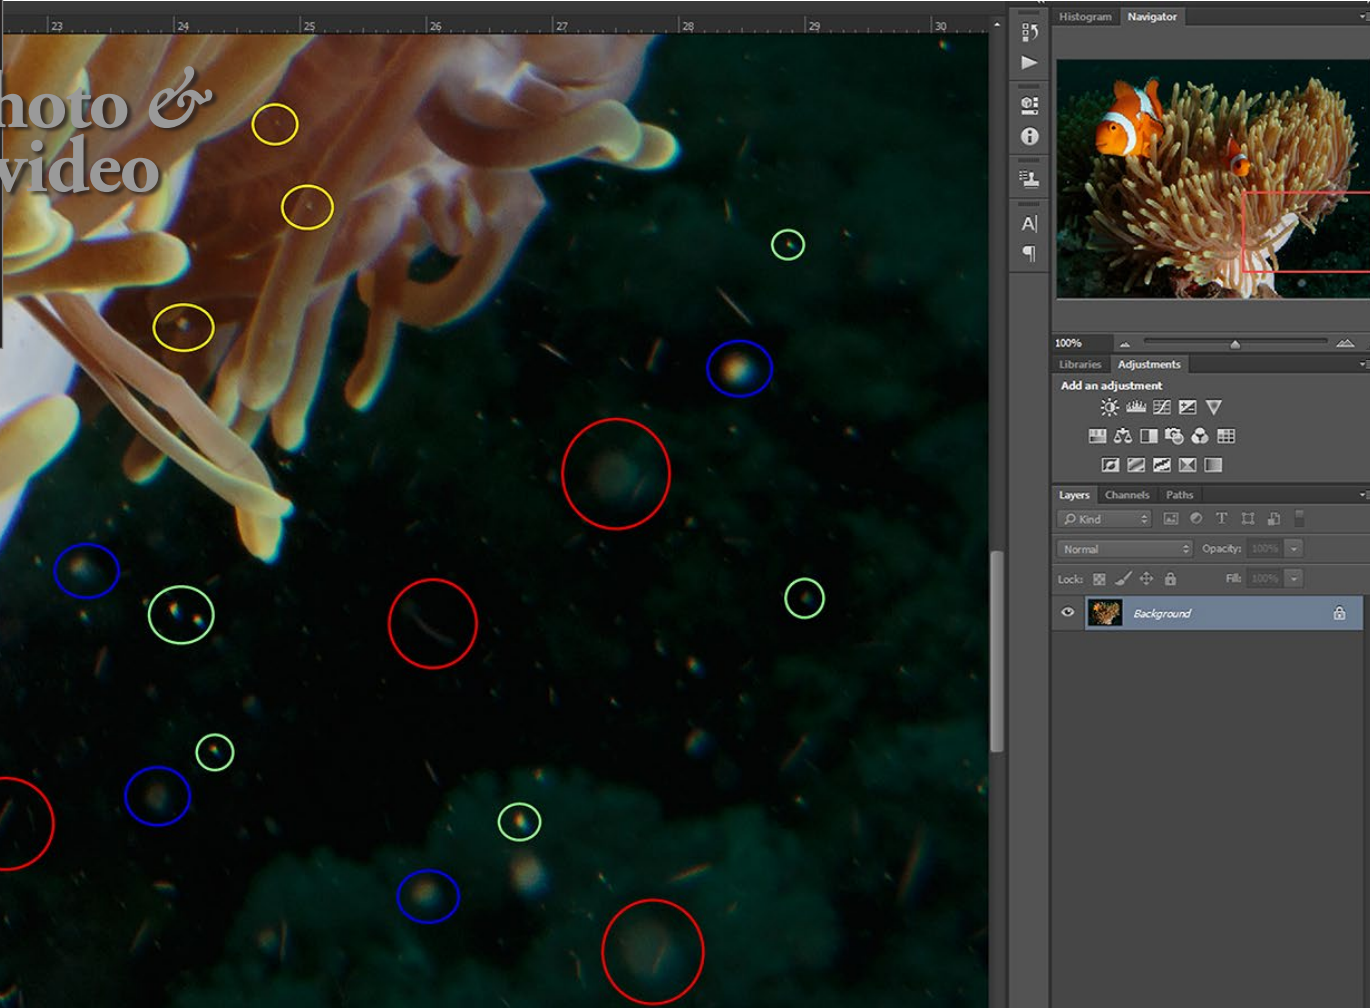 23 24 25 26 27 28 29 30
Histogram Navigator
hoto &
video
A|
¶
100%
Libraries Adjustments
Add an adjustment
Layers Channels Paths
Kind
T
Normal Opacity: 100%
Lock: Fill: 100%
Background